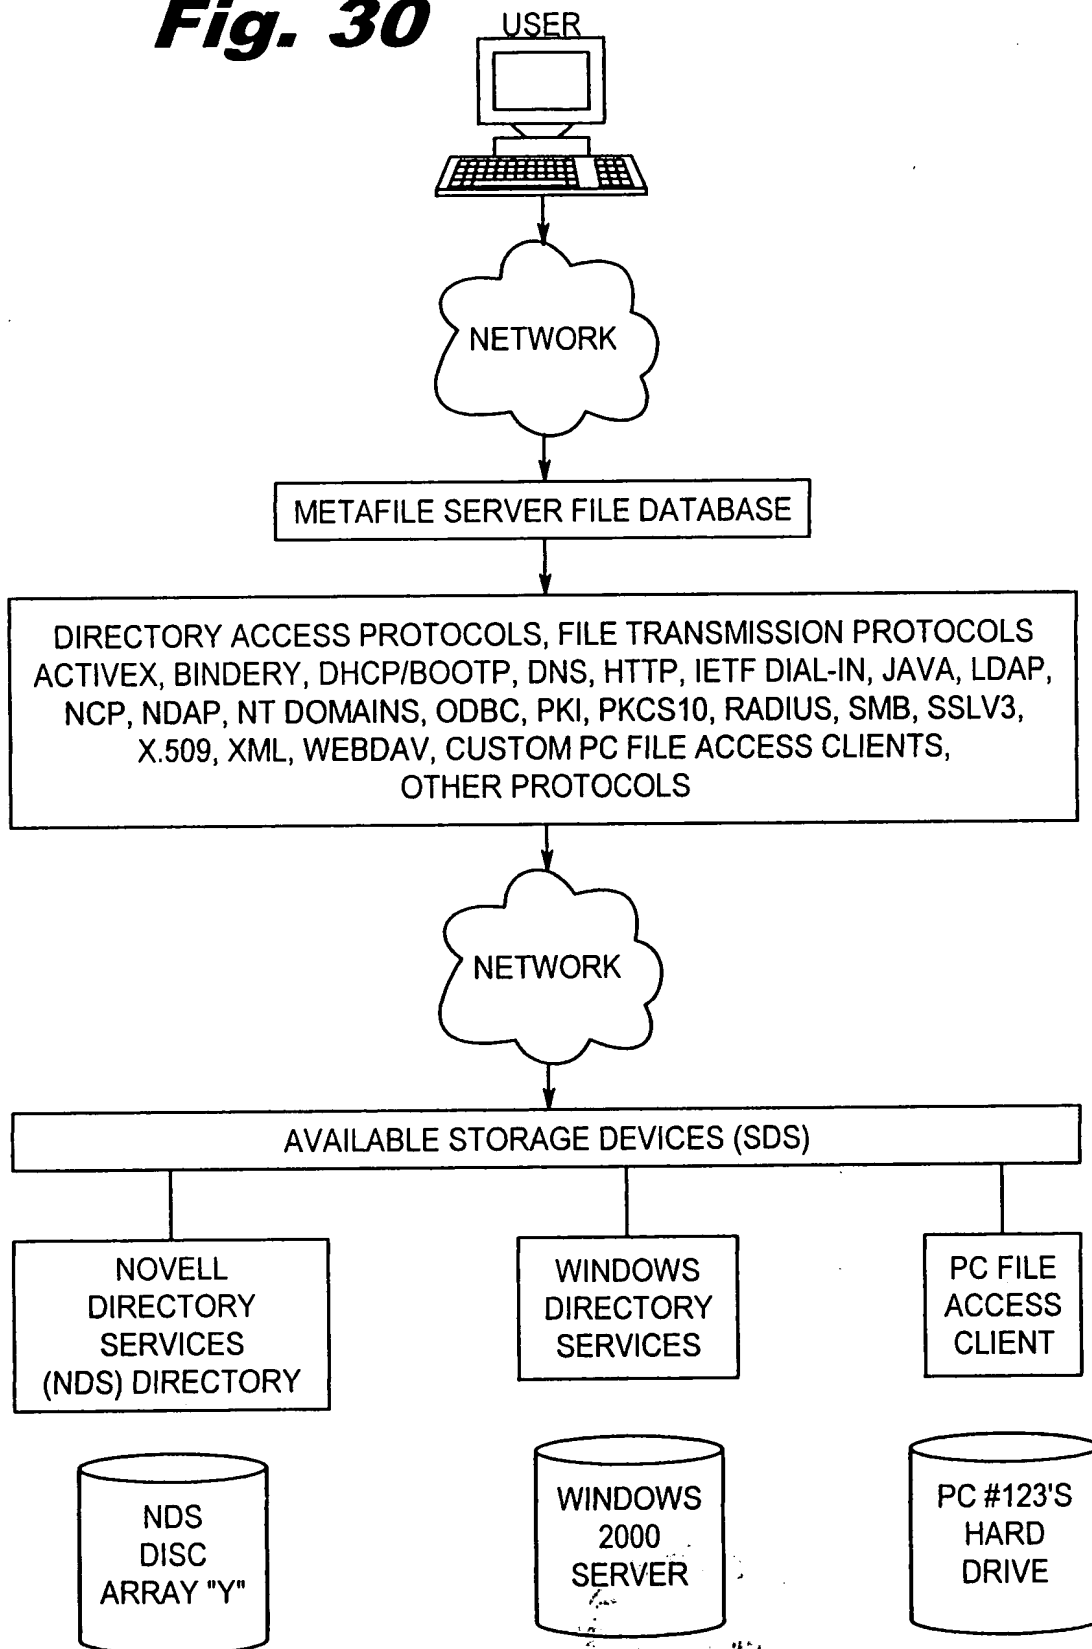 Fig. 30
USER
NETWORK
METAFILE SERVER FILE DATABASE
DIRECTORY ACCESS PROTOCOLS, FILE TRANSMISSION PROTOCOLS
ACTIVEX, BINDERY, DHCP/BOOTP, DNS, HTTP, IETF DIAL-IN, JAVA, LDAP,
NCP, NDAP, NT DOMAINS, ODBC, PKI, PKCS10, RADIUS, SMB, SSLV3,
X.509, XML, WEBDAV, CUSTOM PC FILE ACCESS CLIENTS,
OTHER PROTOCOLS
NETWORK
AVAILABLE STORAGE DEVICES (SDS)
NOVELL
DIRECTORY
SERVICES
(NDS) DIRECTORY
WINDOWS
DIRECTORY
SERVICES
PC FILE
ACCESS
CLIENT
NDS
DISC
ARRAY "Y"
WINDOWS
2000
SERVER
PC #123'S
HARD
DRIVE